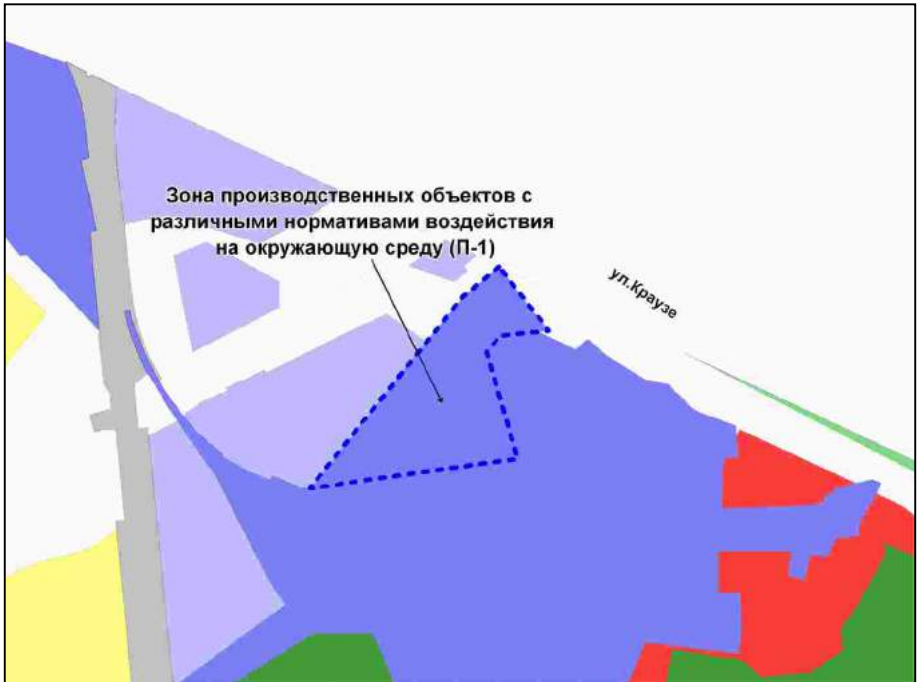 Зона производственных объектов с
различными нормативами воздействия
на окружающую среду (П-1)
ул.Краузе